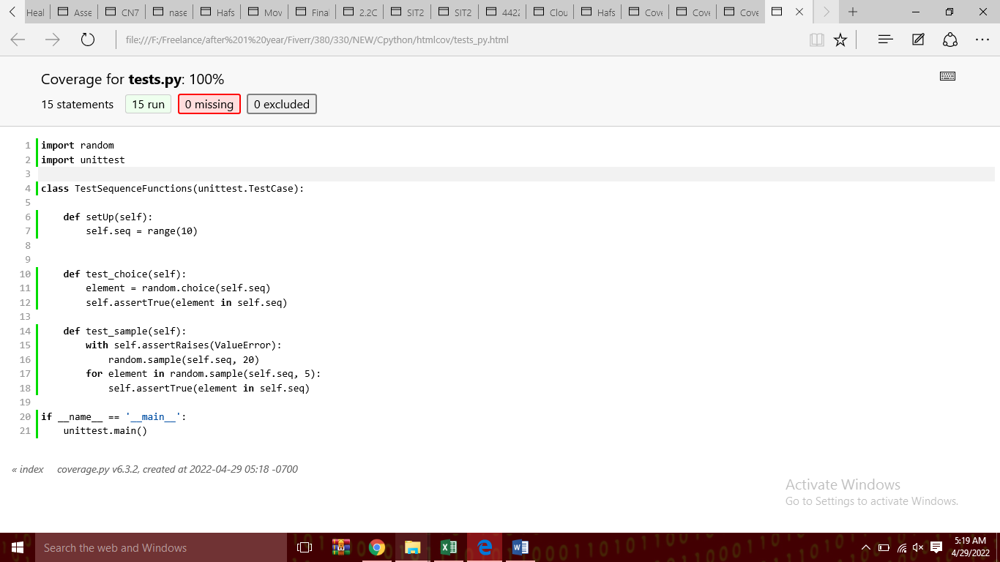 Heal Asse CN7 nase Hafs Mov Final 2.2C SIT2 SIT2 4422 Clou Hafs Cove Cove Cove
file:///F:/Freelance/after%201%20year/Fiverr/380/330/NEW/Cpython/htmlcov/tests_py.html
Coverage for tests.py: 100%
15 statements 15 run 0 missing 0 excluded
1 import random
2 import unittest
3
4 class TestSequenceFunctions(unittest.TestCase):
5
6 def setUp(self):
7 self.seq = range(10)
8
9
10 def test_choice(self):
11 element = random.choice(self.seq)
12 self.assertTrue(element in self.seq)
13
14 def test_sample(self):
15 with self.assertRaises(ValueError):
16 random.sample(self.seq, 20)
17 for element in random.sample(self.seq, 5):
18 self.assertTrue(element in self.seq)
19
20 if __name__ == '__main__':
21 unittest.main()
« index coverage.py v6.3.2, created at 2022-04-29 05:18 -0700
Activate Windows
Go to Settings to activate Windows.
Search the web and Windows
5:19 AM
4/29/2022